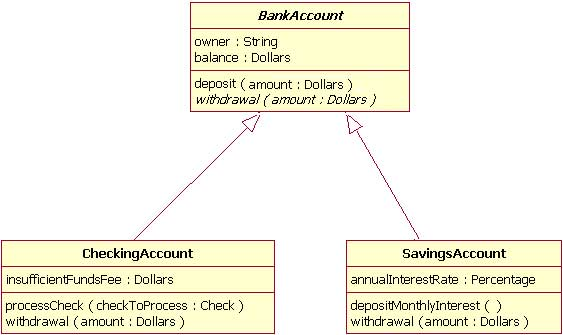 BankAccount
owner : String
balance : Dollars
deposit ( amount : Dollars )
withdrawal ( amount : Dollars )
CheckingAccount
insufficientFundsFee : Dollars
processCheck ( checkToProcess : Check )
withdrawal ( amount : Dollars )
SavingsAccount
annualInterestRate : Percentage
depositMonthlyInterest ( )
withdrawal ( amount : Dollars )